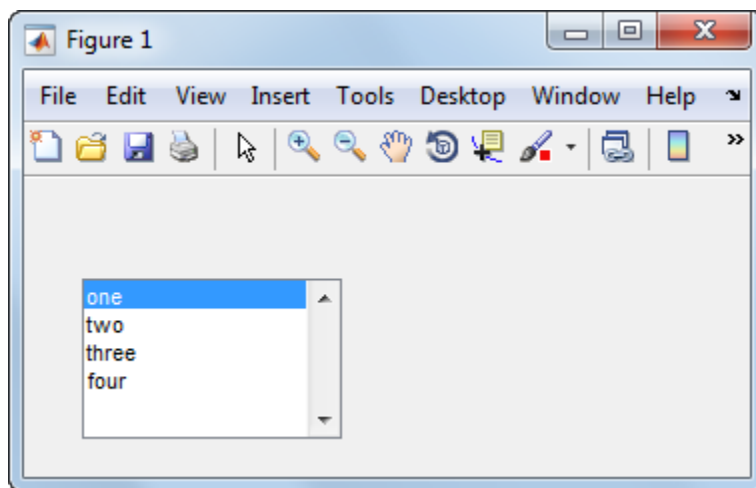 Figure 1
File Edit View Insert Tools Desktop Window Help
one
two
three
four